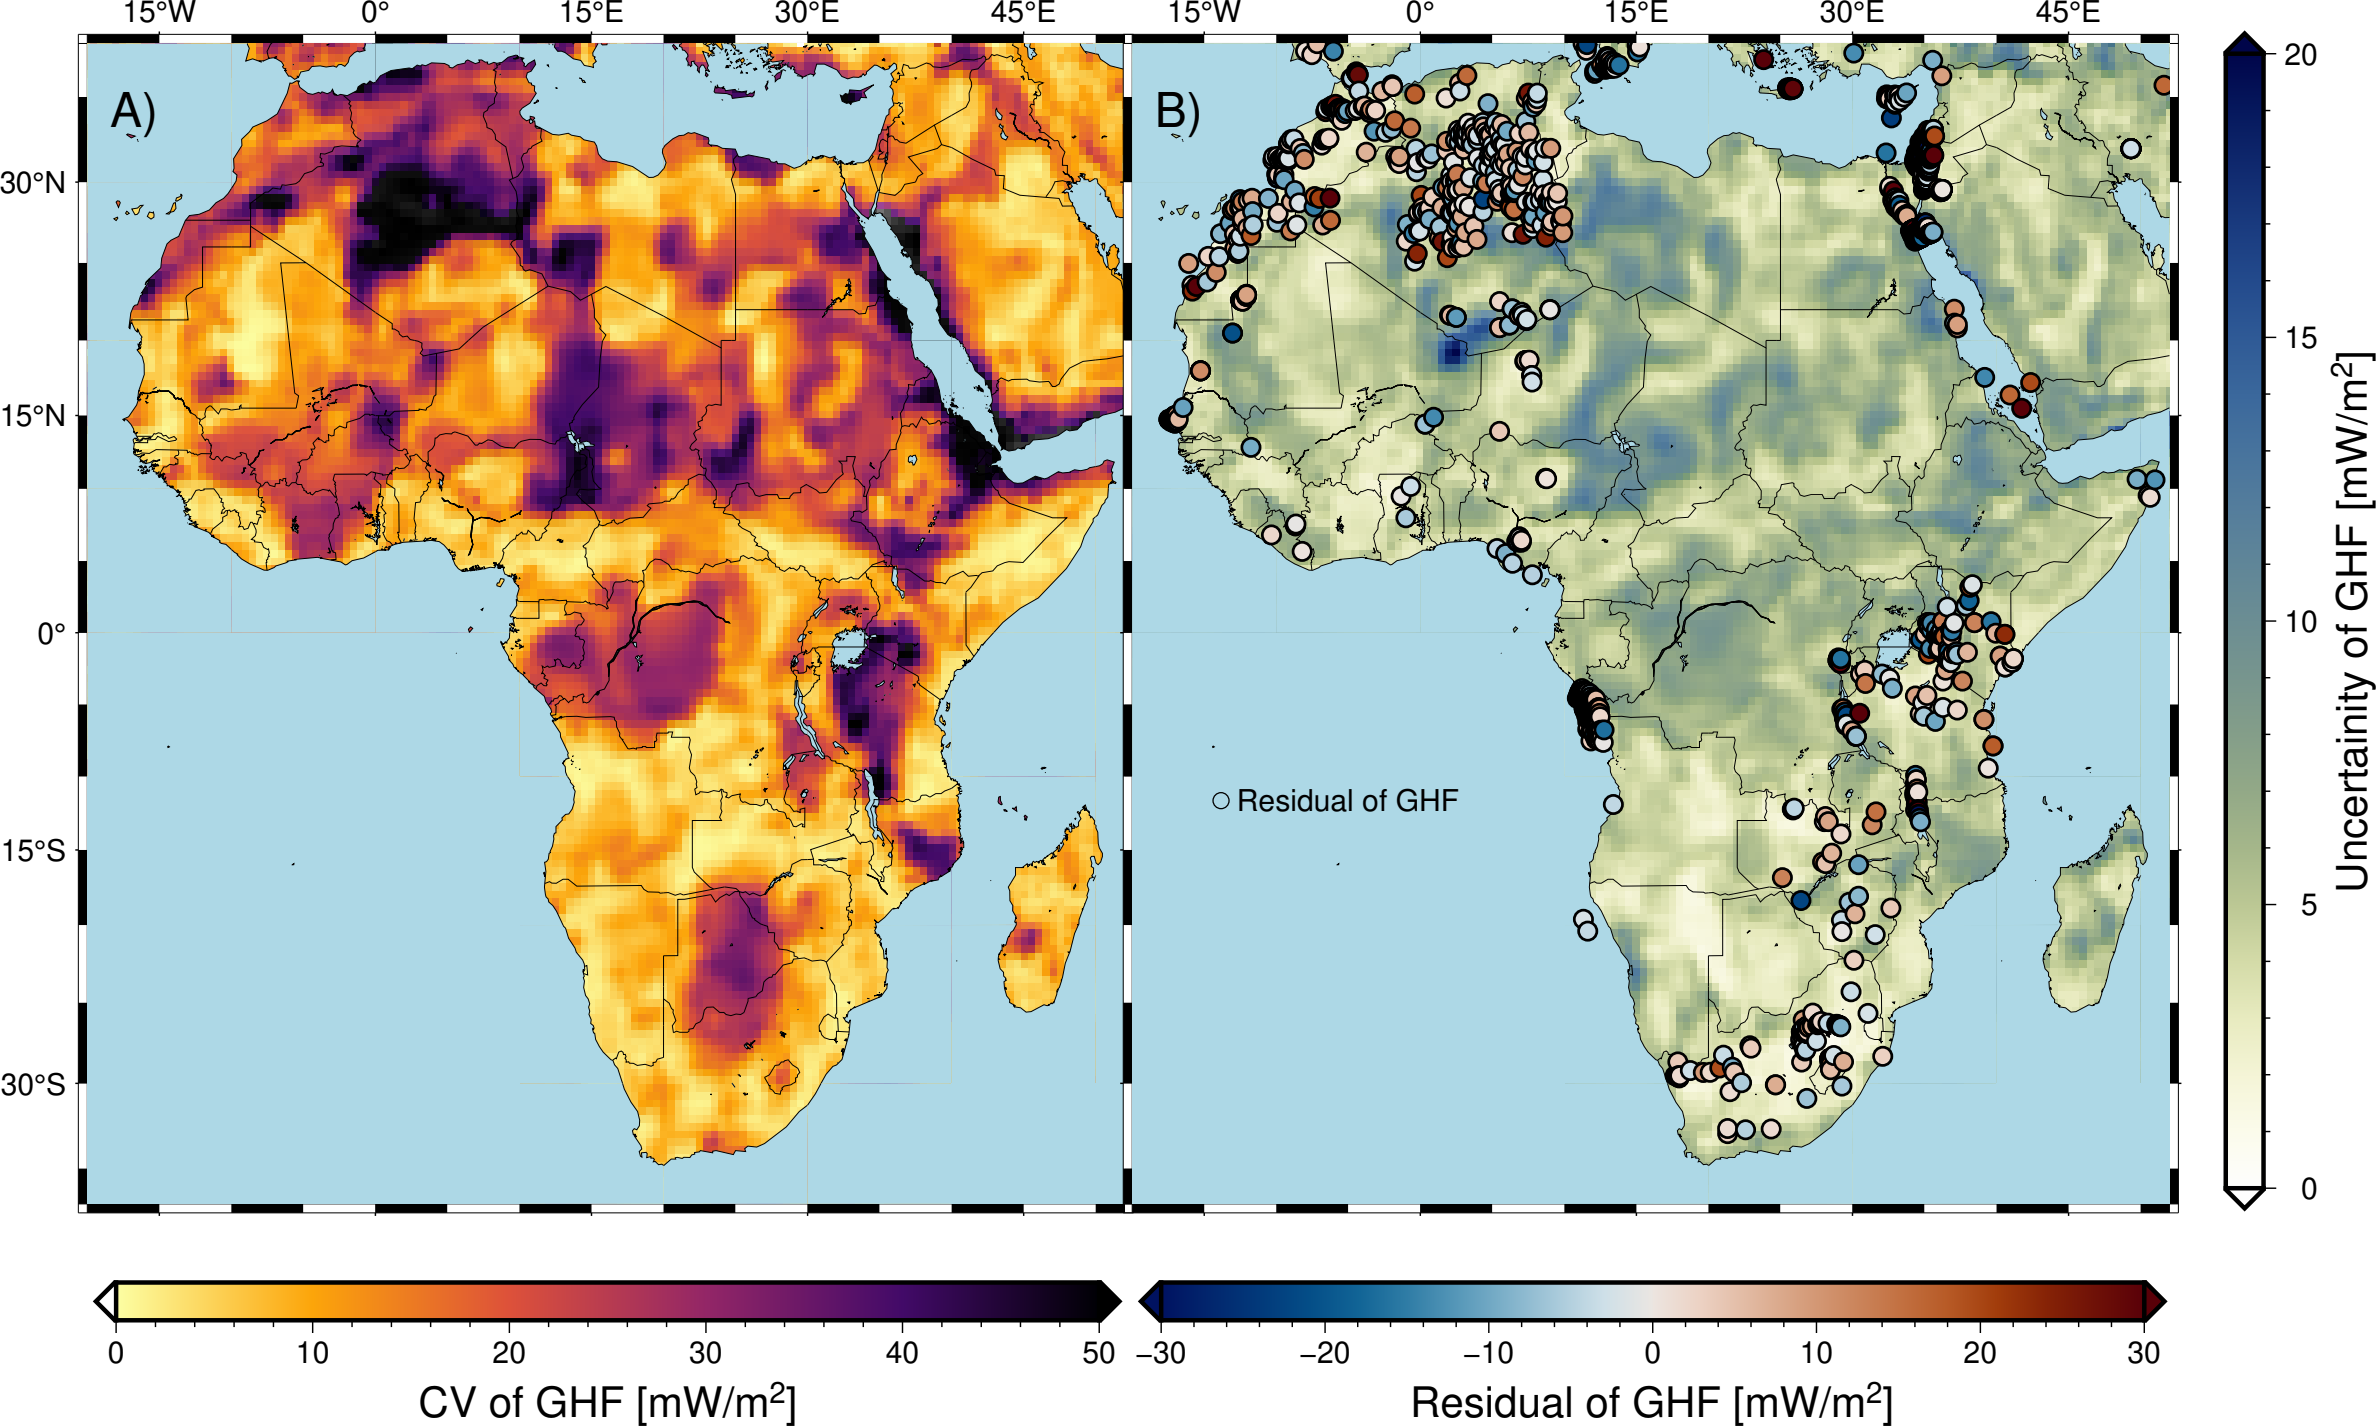 15°W 0° 15°E 30°E 45°E 15°W 0° 15°E 30°E 45°E
A) B)
30°N
15°N
0°
15°S
30°S
Residual of GHF
20
15
10
5
0
Uncertainity of GHF [mW/m²]
0 10 20 30 40 50
CV of GHF [mW/m²]
−30 −20 −10 0 10 20 30
Residual of GHF [mW/m²]